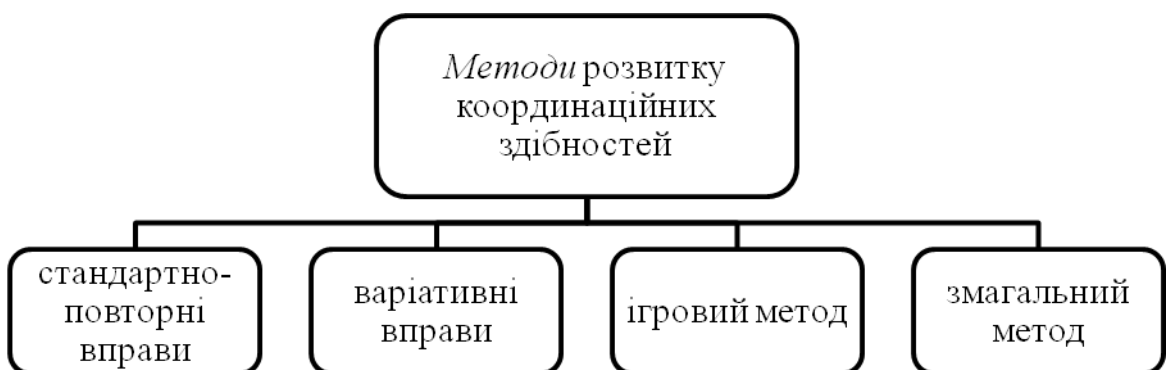 Методи розвитку
координаційних
здібностей
стандартно-
повторні
вправи
варіативні
вправи
ігровий метод
змагальний
метод